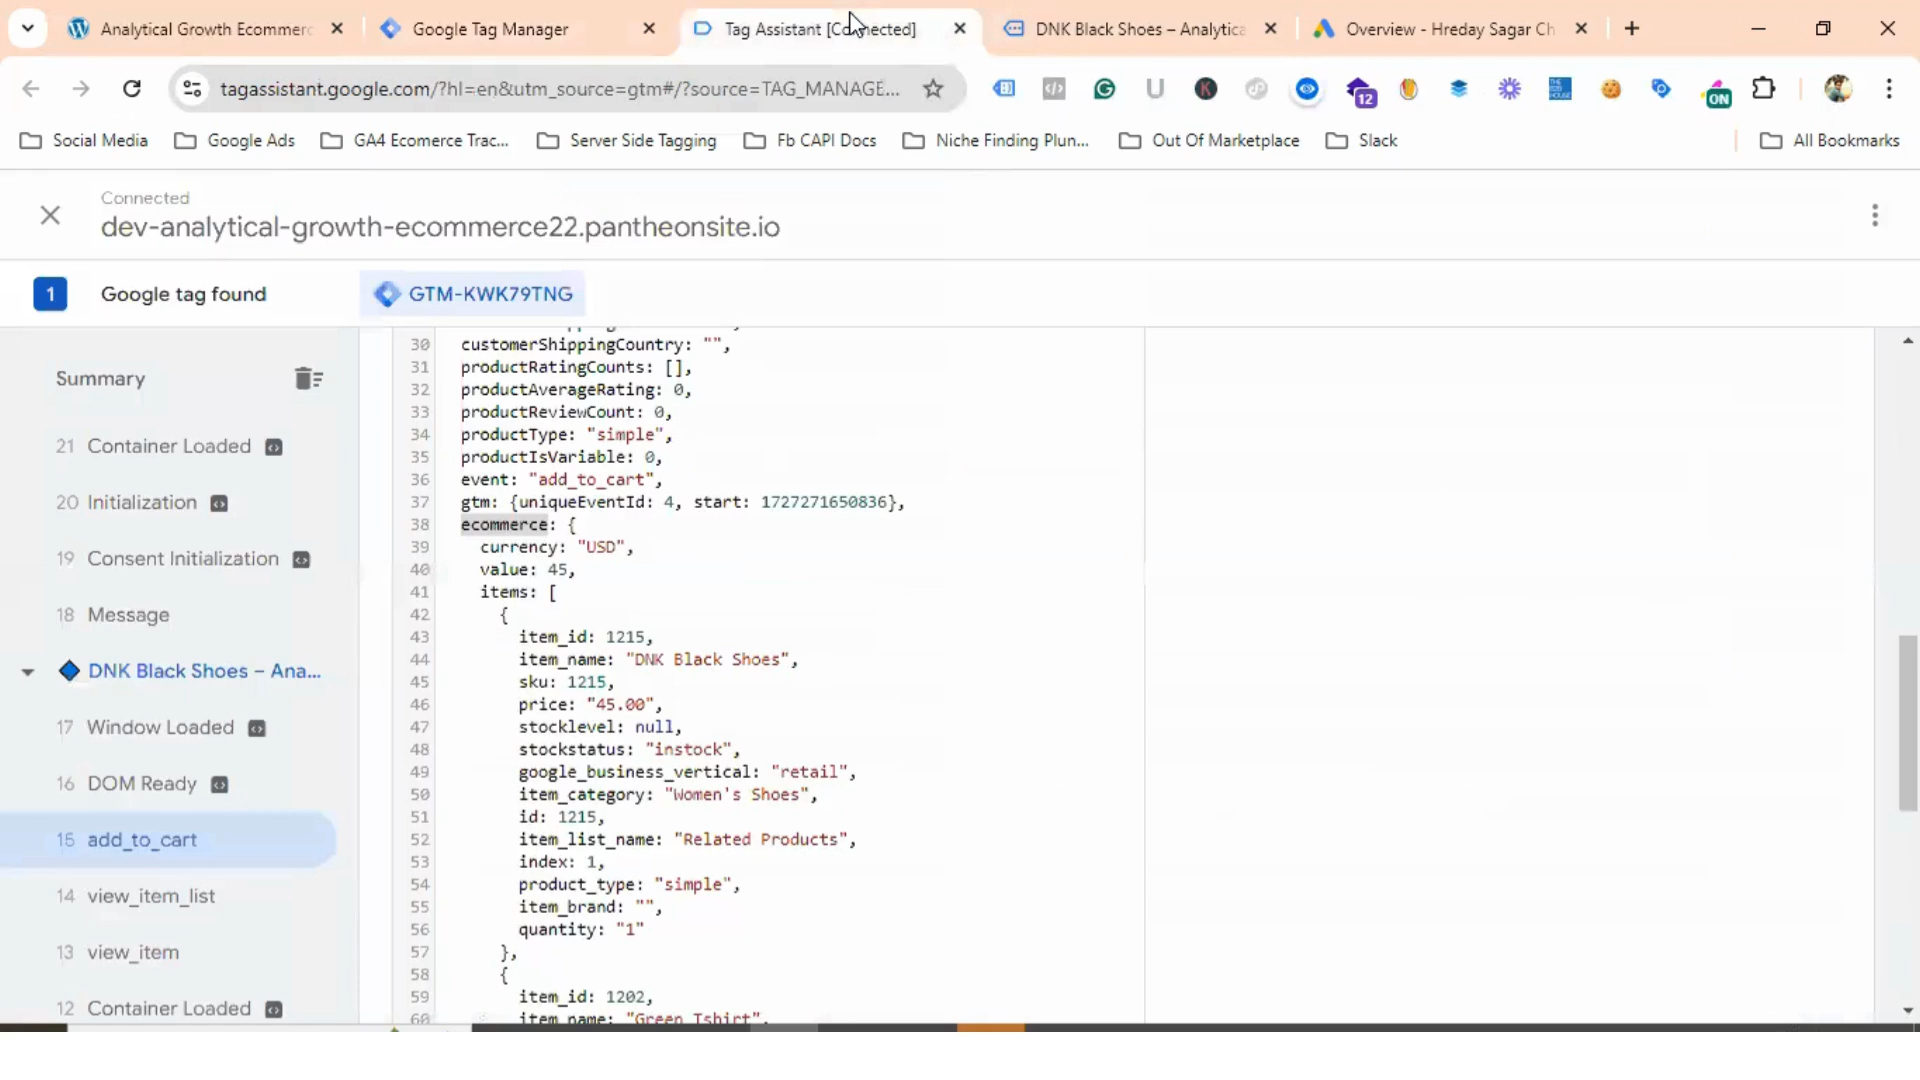 Analytical Growth Ecommerc
Google Tag Manager
Tag Assistant [Connected]
DNK Black Shoes – Analytica
Overview - Hreday Sagar Ch
tagassistant.google.com/?hl=en&utm_source=gtm#/?source=TAG_MANAGE...
12
ON
Social Media
Google Ads
GA4 Ecomerce Trac...
Server Side Tagging
Fb CAPI Docs
Niche Finding Plun...
Out Of Marketplace
Slack
All Bookmarks
Connected
dev-analytical-growth-ecommerce22.pantheonsite.io
1 Google tag found
GTM-KWK79TNG
Summary
21 Container Loaded
20 Initialization
19 Consent Initialization
18 Message
DNK Black Shoes – Ana...
17 Window Loaded
16 DOM Ready
15 add_to_cart
14 view_item_list
13 view_item
12 Container Loaded
30 customerShippingCountry: "",
31 productRatingCounts: [],
32 productAverageRating: 0,
33 productReviewCount: 0,
34 productType: "simple",
35 productIsVariable: 0,
36 event: "add_to_cart",
37 gtm: {uniqueEventId: 4, start: 1727271650836},
38 ecommerce: {
39 currency: "USD",
40 value: 45,
41 items: [
42 {
43 item_id: 1215,
44 item_name: "DNK Black Shoes",
45 sku: 1215,
46 price: "45.00",
47 stocklevel: null,
48 stockstatus: "instock",
49 google_business_vertical: "retail",
50 item_category: "Women's Shoes",
51 id: 1215,
52 item_list_name: "Related Products",
53 index: 1,
54 product_type: "simple",
55 item_brand: "",
56 quantity: "1"
57 },
58 {
59 item_id: 1202,
60 item_name: "Green Tshirt",